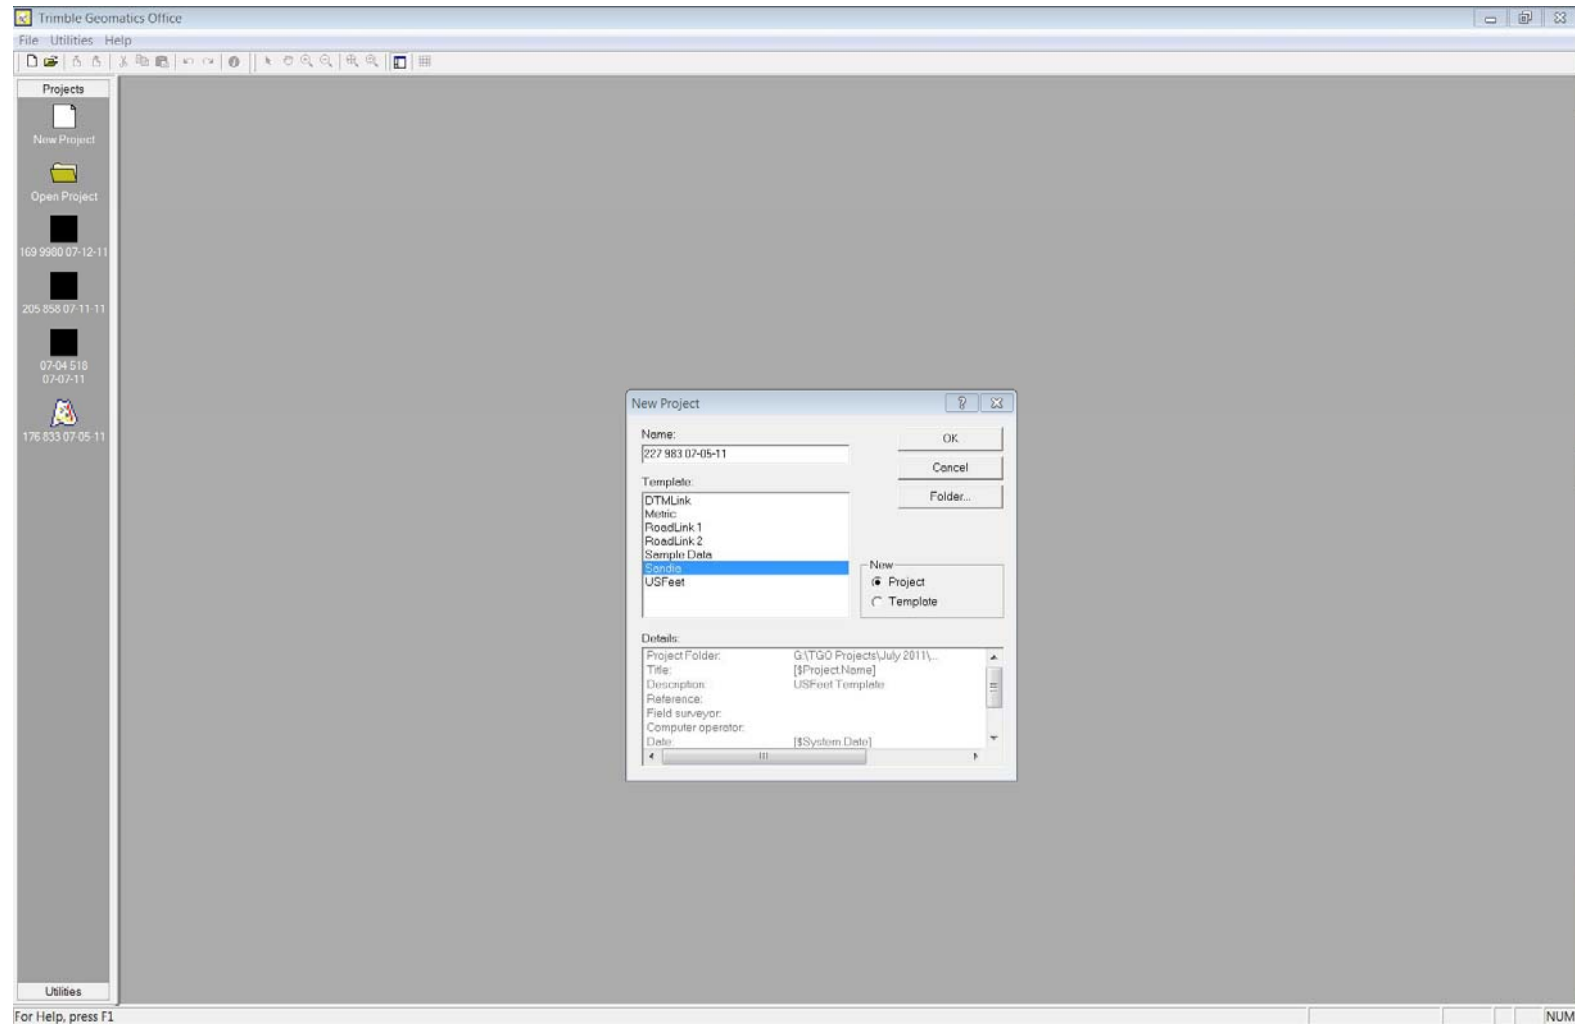 Trimble Geomatics Office
File Utilities Help
Projects
New Project
Open Project
169 9980 07-12-11
205 858 07-11-11
07-04 518
07-07-11
176 833 07-05-11
New Project
Name:
OK
227 983 07-05-11
Cancel
Template:
Folder...
DTMLink
Metric
RoadLink 1
RoadLink 2
Sample Data
Sandia
New
USFeet
Project
Template
Details:
Project Folder: G:\TGO Projects\July 2011\...
Title: [$Project.Name]
Description: USFeet Template
Reference:
Field surveyor:
Computer operator:
Date: [$System.Date]
Utilities
For Help, press F1
NUM